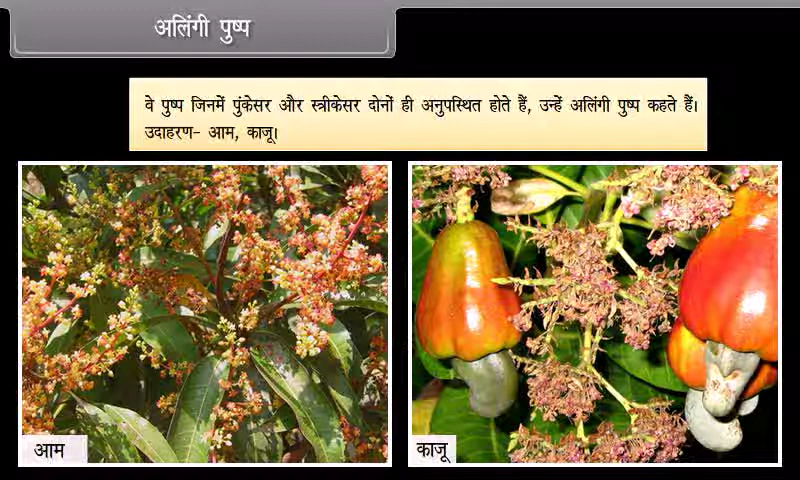 अलिंगी पुष्प
वे पुष्प जिनमें पुंकेसर और स्त्रीकेसर दोनों ही अनुपस्थित होते हैं, उन्हें अलिंगी पुष्प कहते हैं।
उदाहरण- आम, काजू।
आम
काजू